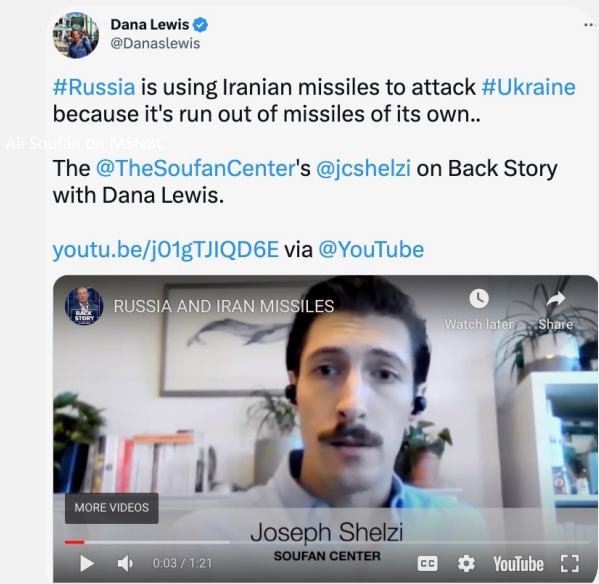 Dana Lewis
@Danaslewis
#Russia is using Iranian missiles to attack #Ukraine
because it's run out of missiles of its own..
Ali Soufan on MSNBC
The @TheSoufanCenter's @jcshelzi on Back Story
with Dana Lewis.
youtu.be/j01gTJIQD6E via @YouTube
BACK
STORY
RUSSIA AND IRAN MISSILES
Watch later
Share
MORE VIDEOS
Joseph Shelzi
SOUFAN CENTER
0:03 / 1:21
CC
YouTube